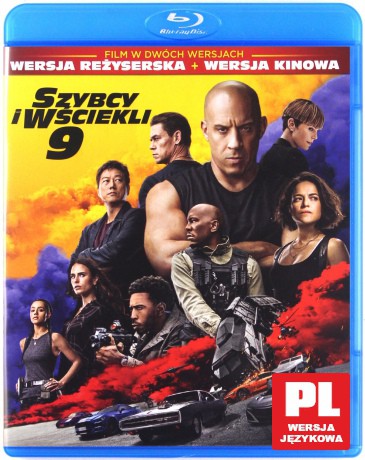 Blu-ray Disc
FILM W DWÓCH WERSJACH
WERSJA REŻYSERSKA + WERSJA KINOWA
SZYBCY
i WŚCIEKLI
9
PL
WERSJA
JĘZYKOWA